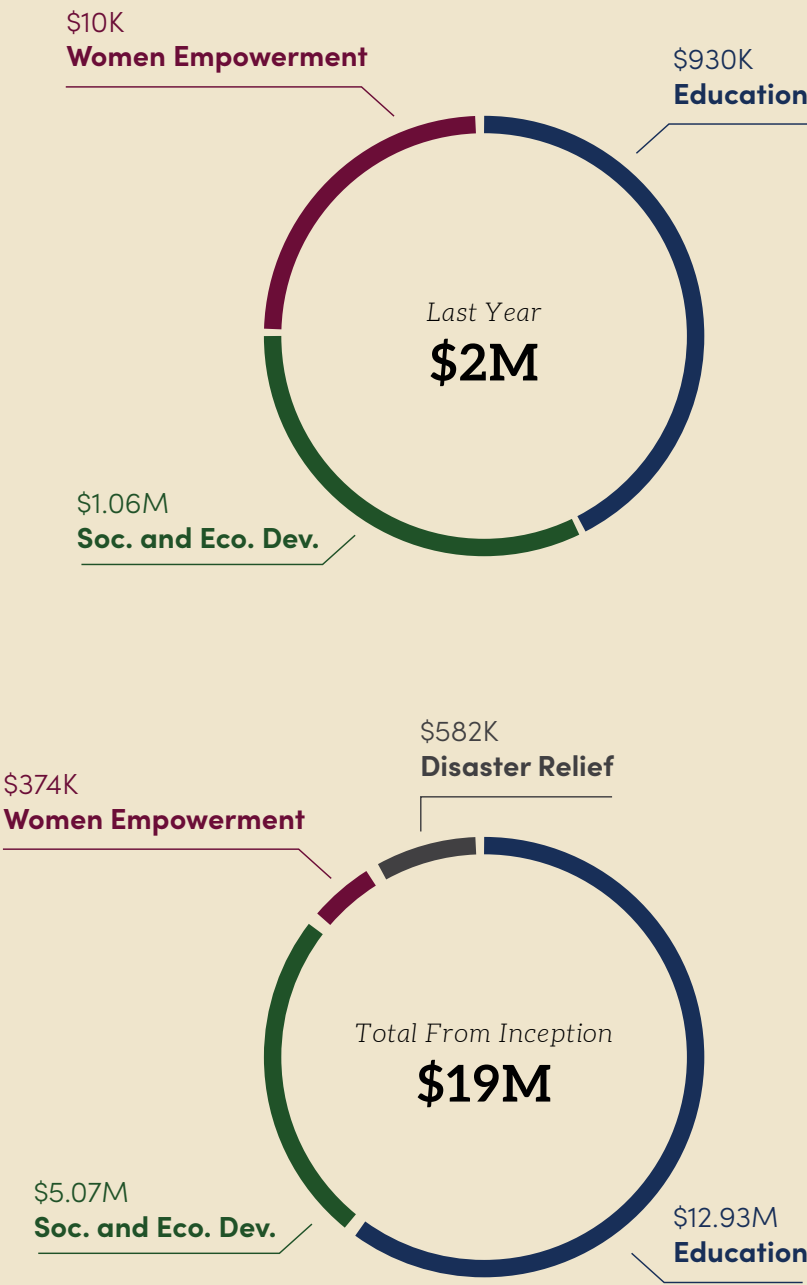 $10K
Women Empowerment
$930K
Education
Last Year
$2M
$1.06M
Soc. and Eco. Dev.
$582K
Disaster Relief
$374K
Women Empowerment
Total From Inception
$19M
$5.07M
Soc. and Eco. Dev.
$12.93M
Education